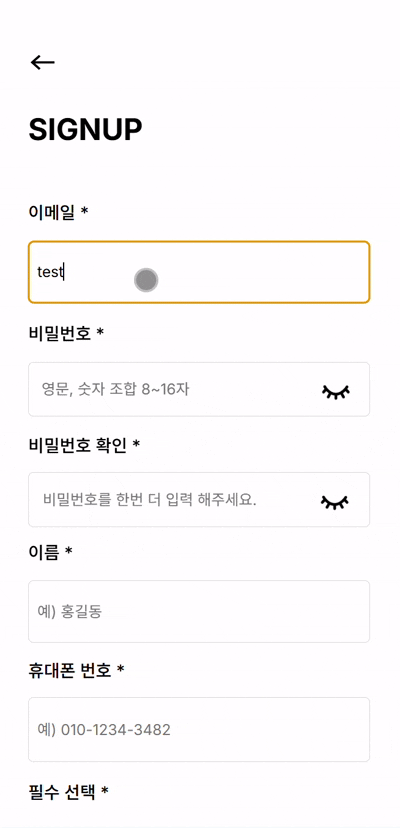 SIGNUP
이메일 *
test
비밀번호 *
영문, 숫자 조합 8~16자
비밀번호 확인 *
비밀번호를 한번 더 입력 해주세요.
이름 *
예) 홍길동
휴대폰 번호 *
예) 010-1234-3482
필수 선택 *